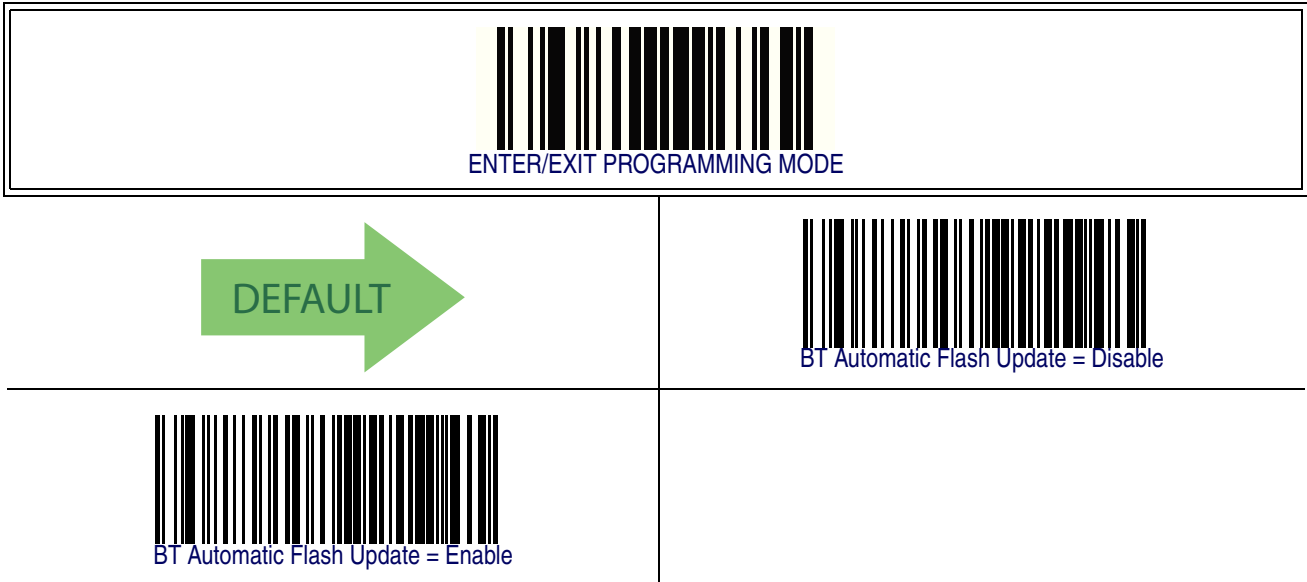 ENTER/EXIT PROGRAMMING MODE
DEFAULT
BT Automatic Flash Update = Disable
BT Automatic Flash Update = Enable